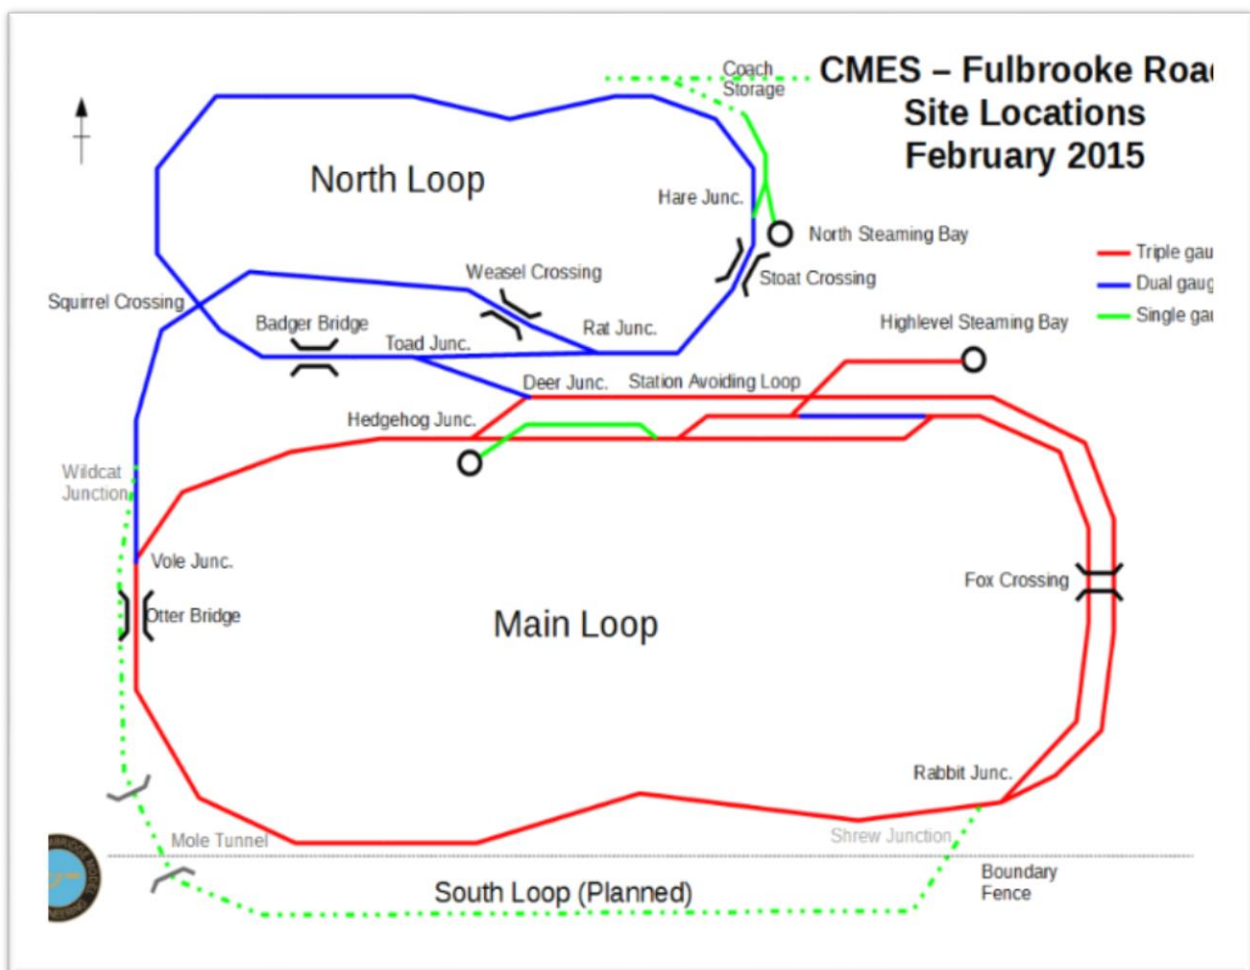 Coach
Storage
CMES – Fulbrooke Roa
Site Locations
February 2015
North Loop
Hare Junc.
North Steaming Bay
Triple gau
Weasel Crossing
Stoat Crossing
Dual gaug
Squirrel Crossing
Badger Bridge
Rat Junc.
Highlevel Steaming Bay
Single gau
Toad Junc.
Deer Junc.
Station Avoiding Loop
Hedgehog Junc.
Wildcat
Junction
Vole Junc.
Fox Crossing
Otter Bridge
Main Loop
Rabbit Junc.
Mole Tunnel
Shrew Junction
South Loop (Planned)
Boundary
Fence